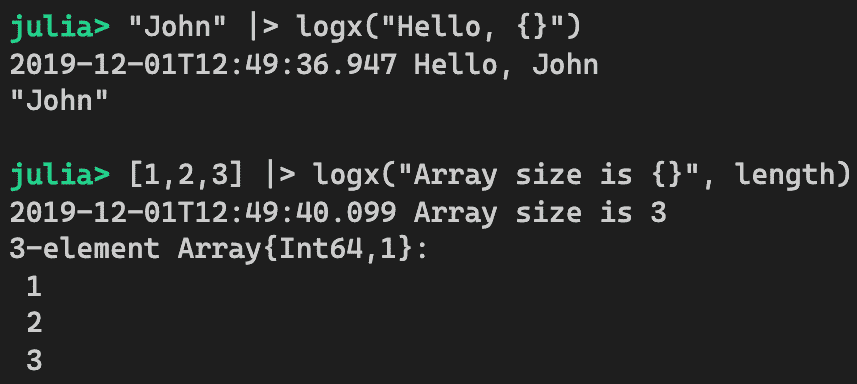 julia> "John" |> logx("Hello, {}")
2019-12-01T12:49:36.947 Hello, John
"John"
julia> [1,2,3] |> logx("Array size is {}", length)
2019-12-01T12:49:40.099 Array size is 3
3-element Array{Int64,1}:
 1
 2
 3